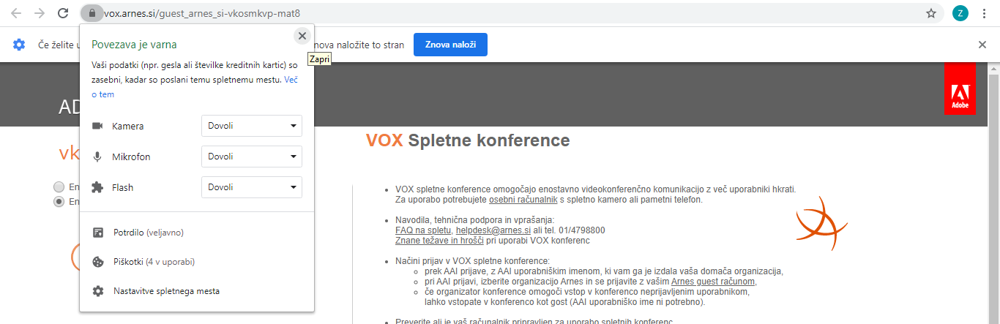 vox.arnes.si/guest_arnes_si-vkosmkvp-mat8
Z
Če želite u
nova naložite to stran
Znova naloži
Povezava je varna
Zapri
Vaši podatki (npr. gesla ali številke kreditnih kartic) so
zasebni, kadar so poslani temu spletnemu mestu. Več
o tem
Kamera
Dovoli
Mikrofon
Dovoli
Flash
Dovoli
Potrdilo (veljavno)
Piškotki (4 v uporabi)
Nastavitve spletnega mesta
AD
Adobe
vk
En
En
VOX Spletne konference
VOX spletne konference omogočajo enostavno videokonferenčno komunikacijo z več uporabniki hkrati.
Za uporabo potrebujete osebni računalnik s spletno kamero ali pametni telefon.
Navodila, tehnična podpora in vprašanja:
FAQ na spletu, helpdesk@arnes.si ali tel. 01/4798800
Znane težave in hrošči pri uporabi VOX konferenc
Načini prijav v VOX spletne konference:
prek AAI prijave, z AAI uporabniškim imenom, ki vam ga je izdala vaša domača organizacija,
pri AAI prijavi, izberite organizacijo Arnes in se prijavite z vašim Arnes guest računom,
če organizator konference omogoči vstop v konferenco neprijavljenim uporabnikom,
lahko vstopate v konferenco kot gost (AAI uporabniško ime ni potrebno).
Preverite ali je vaš računalnik pripravljen za uporabo spletnih konferenc